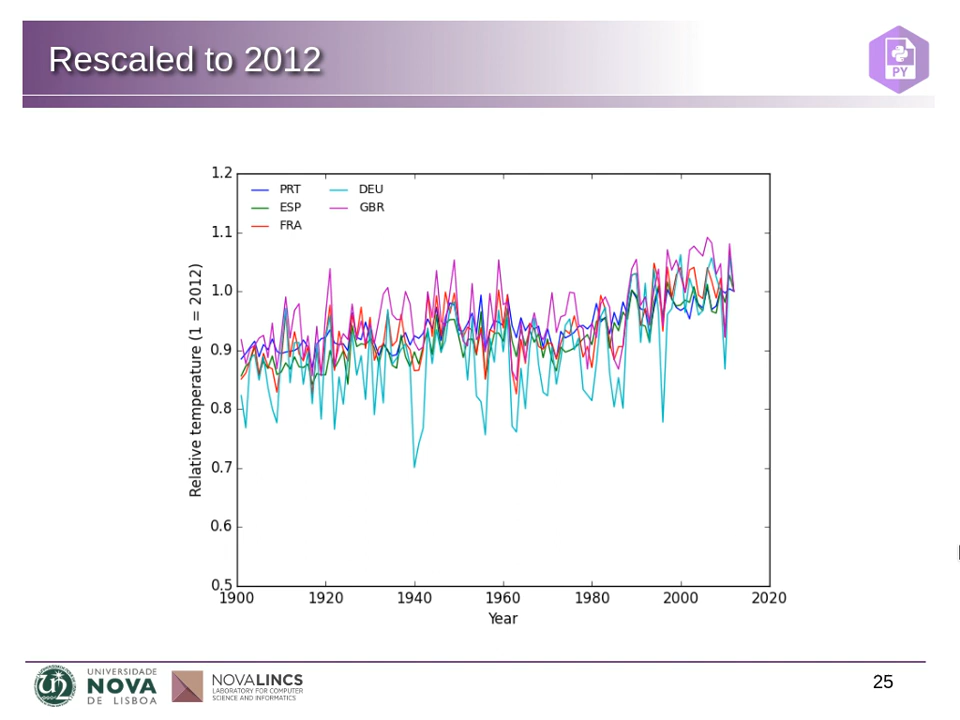 Rescaled to 2012
PY
1.2
1.1
1.0
0.9
0.8
0.7
0.6
0.5
PRT
ESP
FRA
DEU
GBR
Relative temperature (1 = 2012)
1900
1920
1940
1960
1980
2000
2020
Year
UNIVERSIDADE
NOVA
DE LISBOA
NOVALINCS
LABORATORY FOR COMPUTER
SCIENCE AND INFORMATICS
25